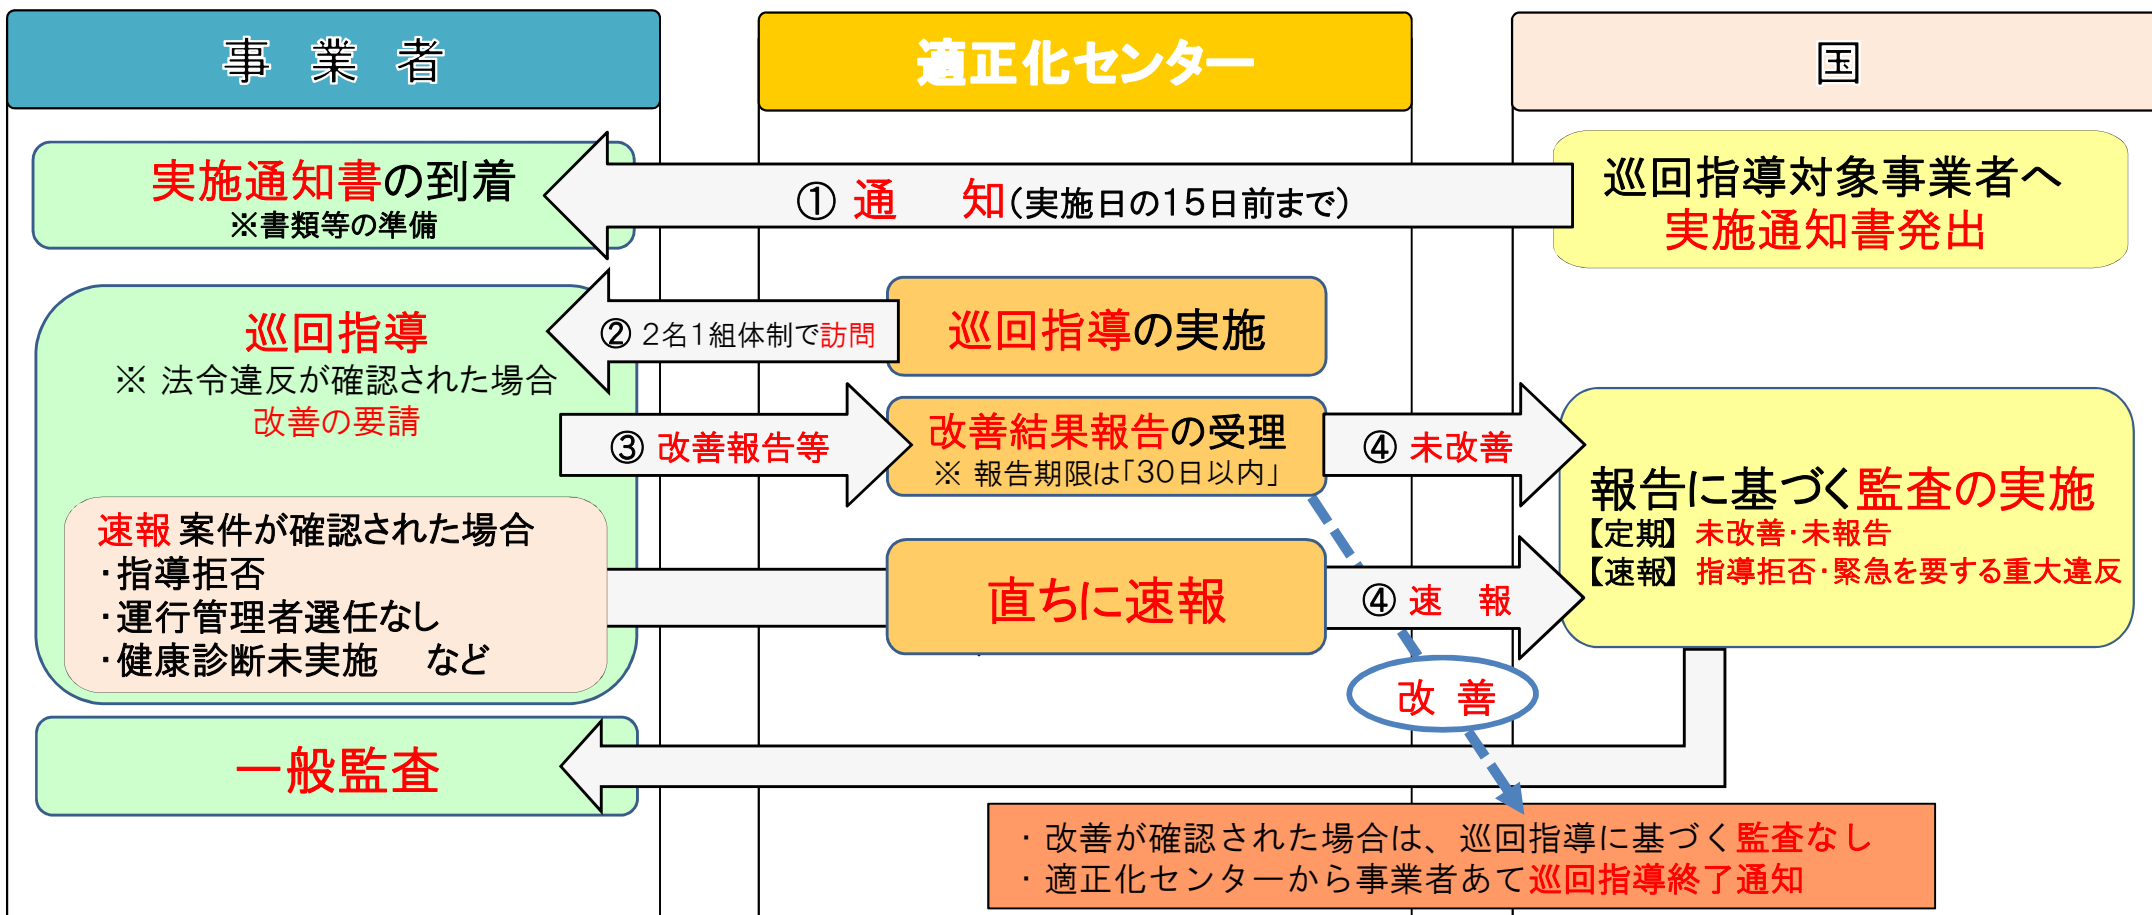 事 業 者
適正化センター
国
実施通知書の到着
※書類等の準備
① 通 知(実施日の15日前まで)
巡回指導対象事業者へ
実施通知書発出
巡回指導
※ 法令違反が確認された場合
改善の要請
② 2名1組体制で訪問
巡回指導の実施
③ 改善報告等
改善結果報告の受理
※ 報告期限は「30日以内」
④ 未改善
報告に基づく監査の実施
【定期】 未改善・未報告
【速報】 指導拒否・緊急を要する重大違反
速報 案件が確認された場合
・指導拒否
・運行管理者選任なし
・健康診断未実施 など
直ちに速報
④ 速 報
改 善
一般監査
・改善が確認された場合は、巡回指導に基づく監査なし
・適正化センターから事業者あて巡回指導終了通知